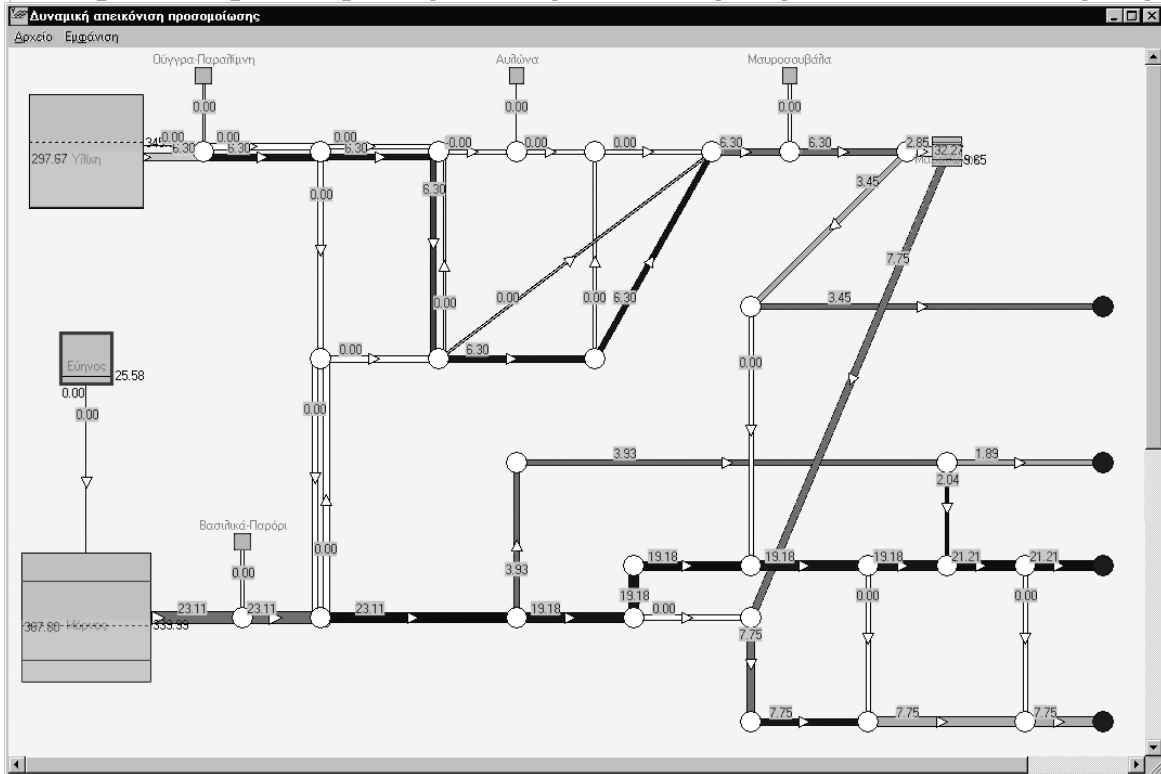 Δυναμική απεικόνιση προσομοίωσης
Αρχείο Εμφάνιση
Ούγγρα-Παραλίμνη Αυλώνα Μαυροσουβάλα
0.00 0.00 0.00
0.00 0.00 0.00 0.00 0.00 0.00
6.30 6.30 6.30 6.30 6.30 2.85
297.67 Υλίκη
32.27 9.65
0.00 6.30 3.45
7.75
0.00 0.00 0.00 6.30 3.45
0.00 6.30
0.00
Εύηνος
25.58
0.00
0.00
0.00
3.93 1.89
2.04
Βασιλικά-Παρόρι
0.00 0.00 3.93
19.18 19.18 19.18 21.21 21.21
19.18 0.00 0.00
23.11 23.11 23.11 19.18 0.00
Μόρνος
7.75
7.75 7.75 7.75